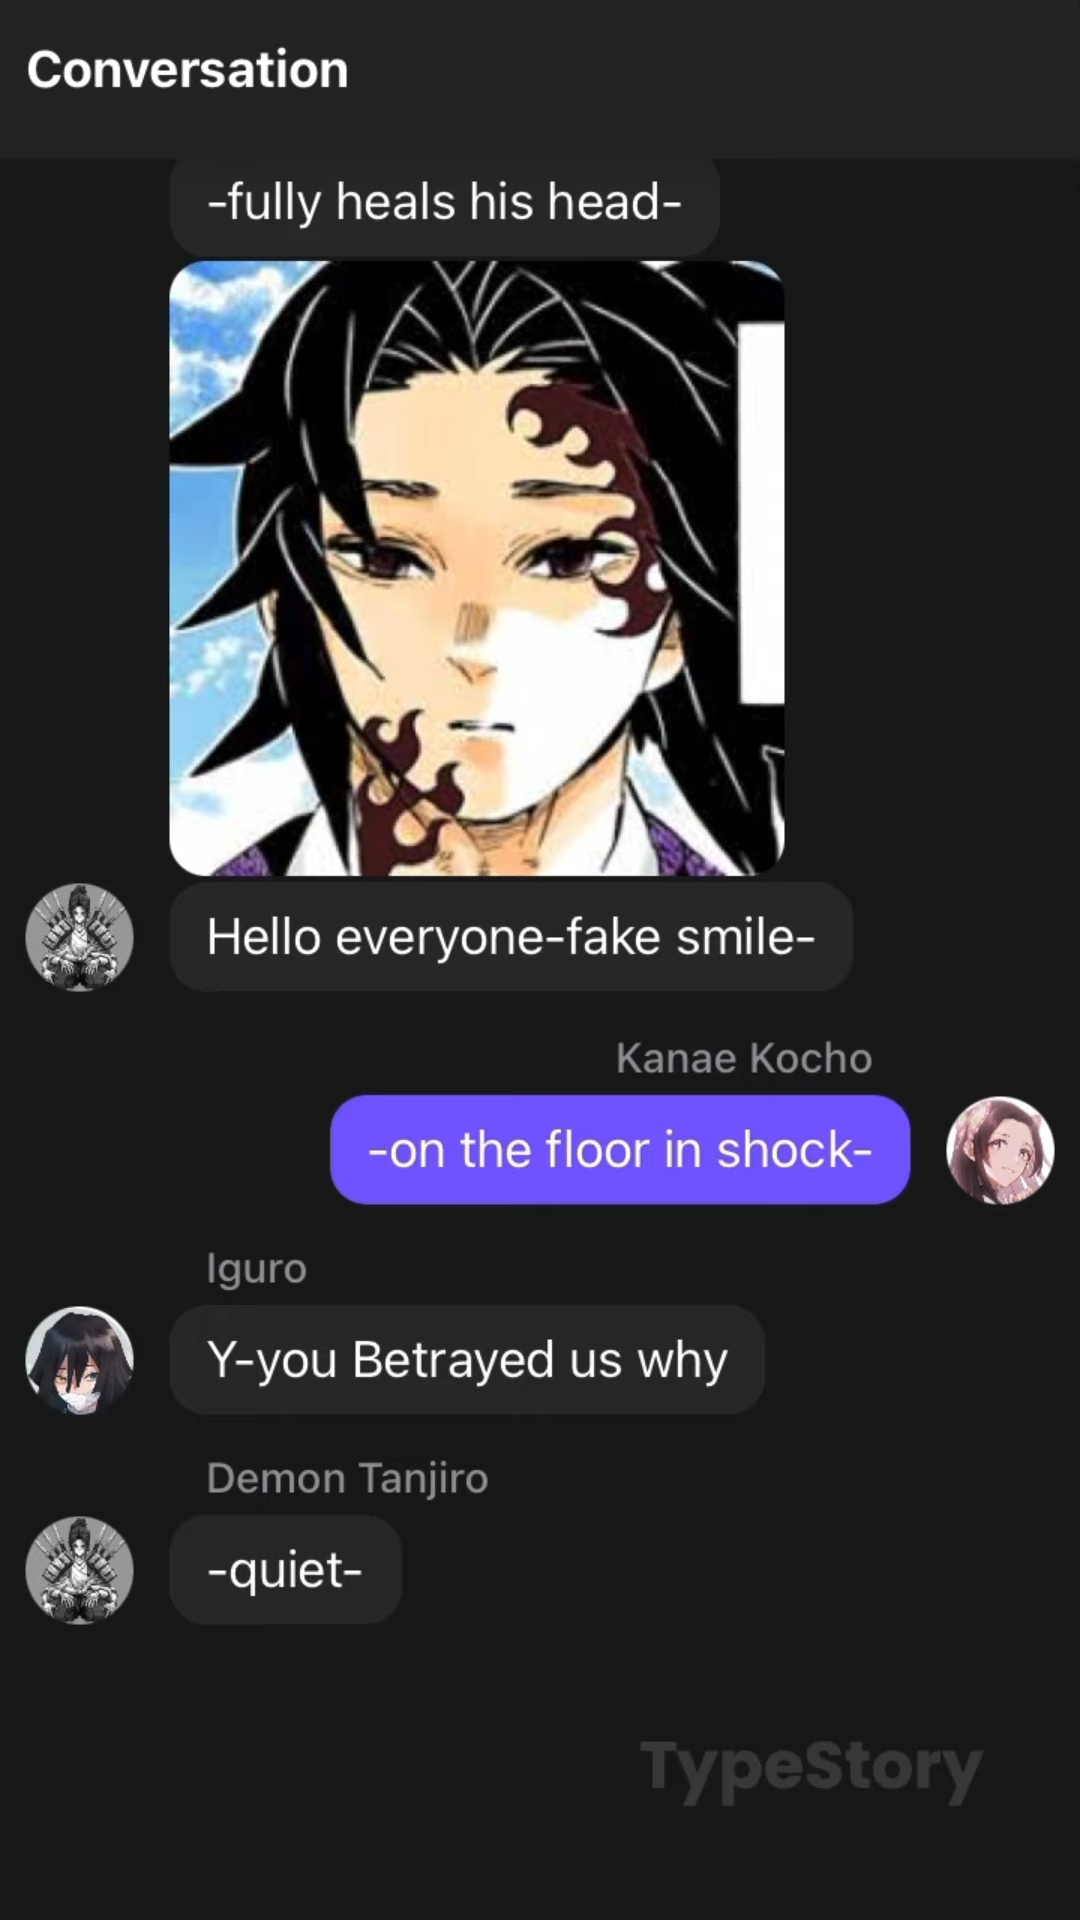 Conversation
-fully heals his head-
Hello everyone-fake smile-
Kanae Kocho
-on the floor in shock-
Iguro
Y-you Betrayed us why
Demon Tanjiro
-quiet-
TypeStory